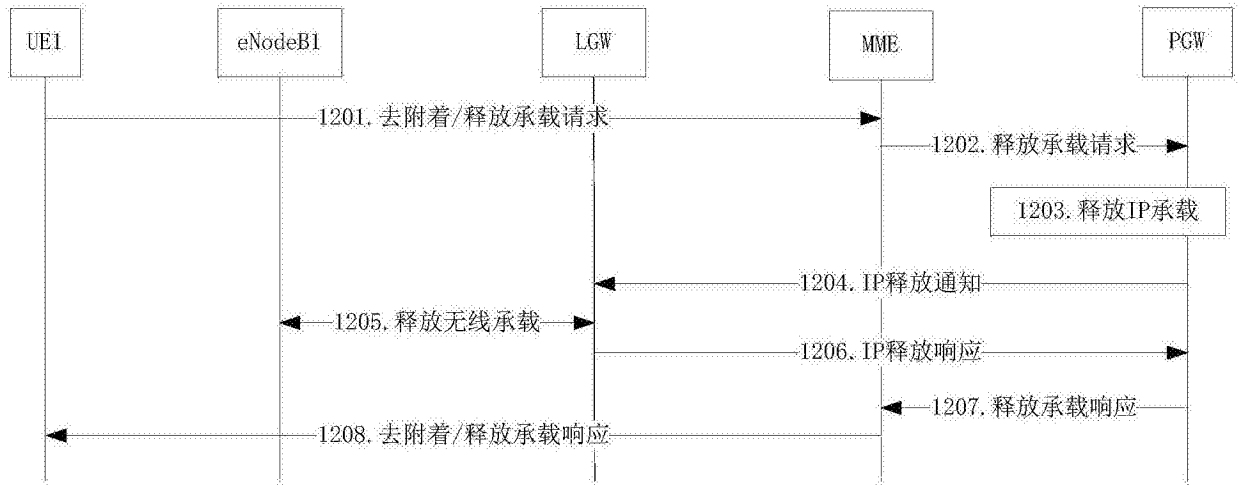 UE1
eNodeB1
LGW
MME
PGW
1201.去附着/释放承载请求
1202.释放承载请求
1203.释放IP承载
1204.IP释放通知
1205.释放无线承载
1206.IP释放响应
1207.释放承载响应
1208.去附着/释放承载响应